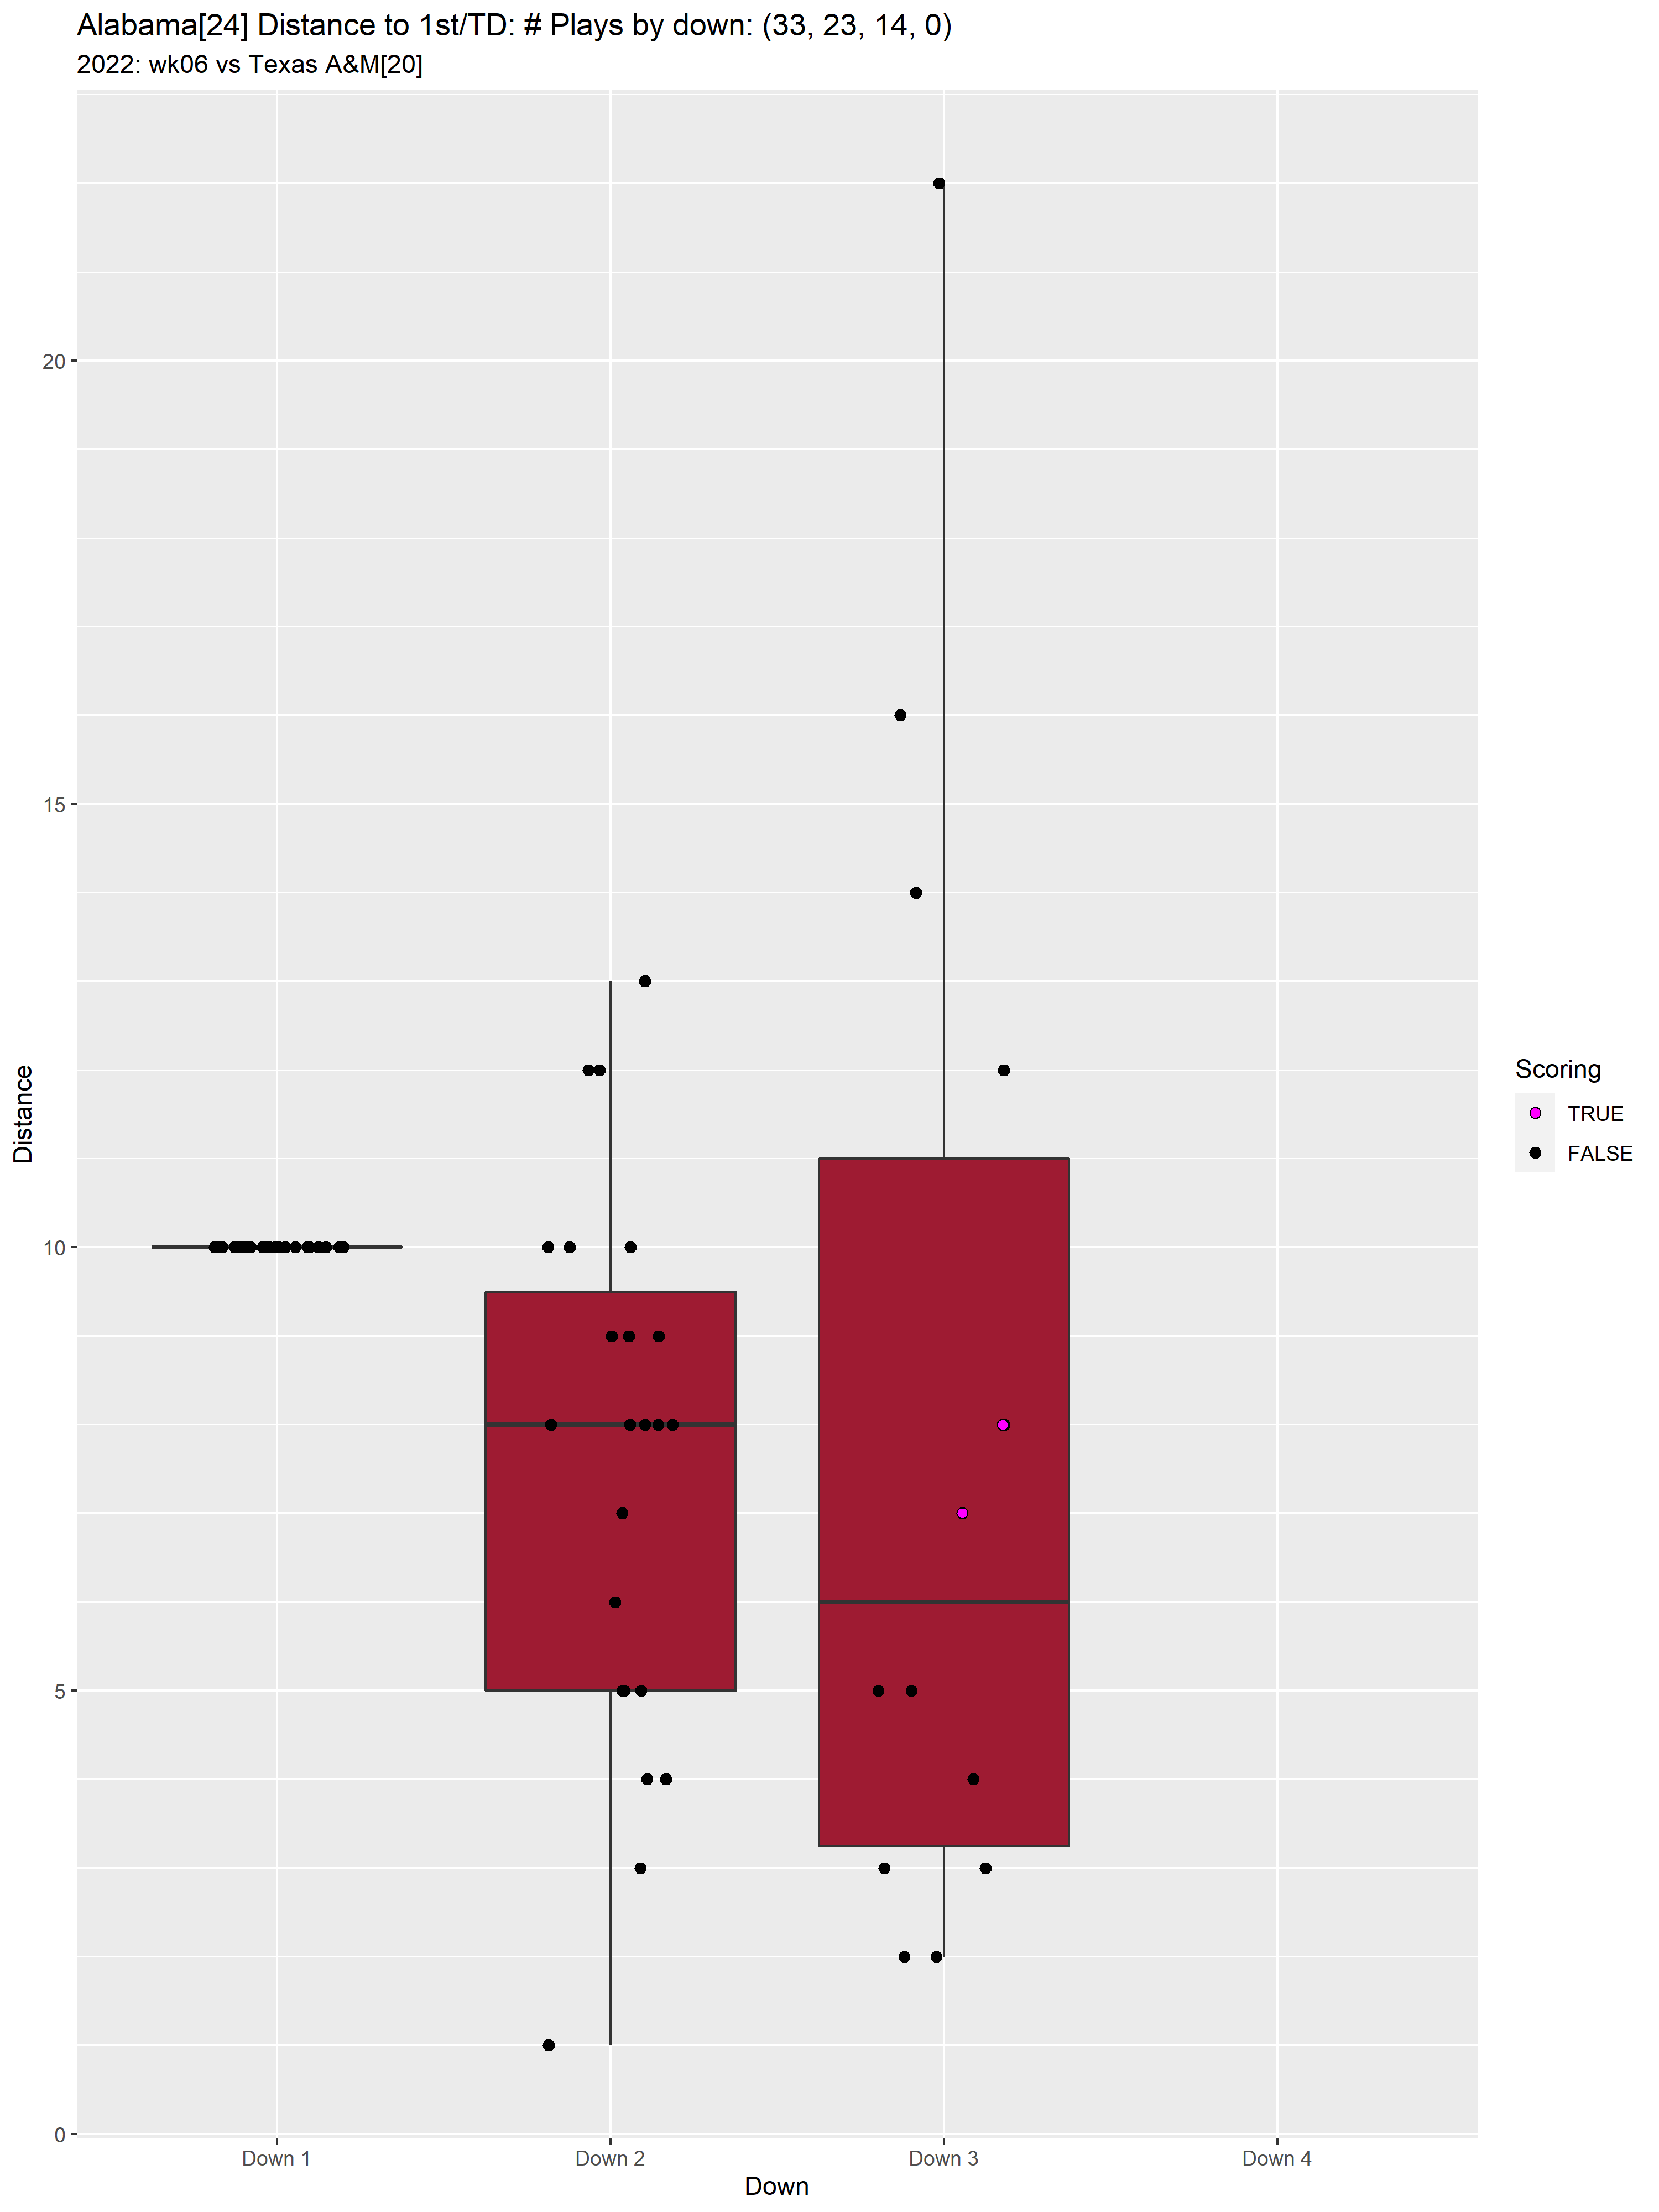 Alabama[24] Distance to 1st/TD: # Plays by down: (33, 23, 14, 0)
2022: wk06 vs Texas A&M[20]
20
15
10
5
0
Distance
Down 1
Down 2
Down 3
Down 4
Down
Scoring
TRUE
FALSE